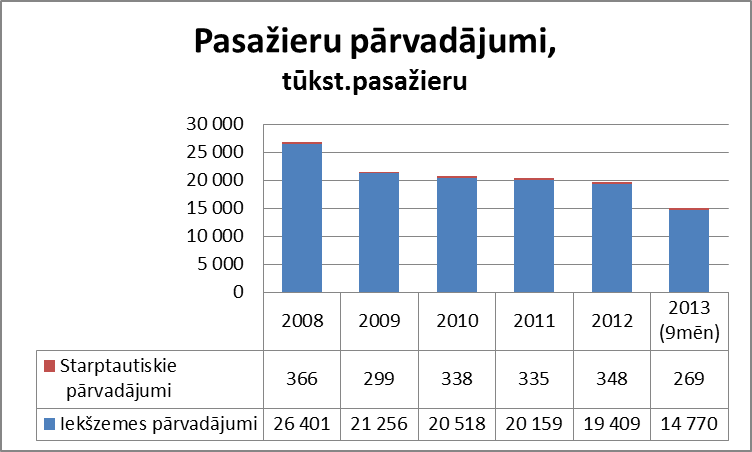 Pasažieru pārvadājumi,
tūkst.pasažieru
30 000
25 000
20 000
15 000
10 000
5 000
0
2008 2009 2010 2011 2012 2013
(9mēn)
Starptautiskie
pārvadājumi 366 299 338 335 348 269
Iekšzemes pārvadājumi 26 401 21 256 20 518 20 159 19 409 14 770